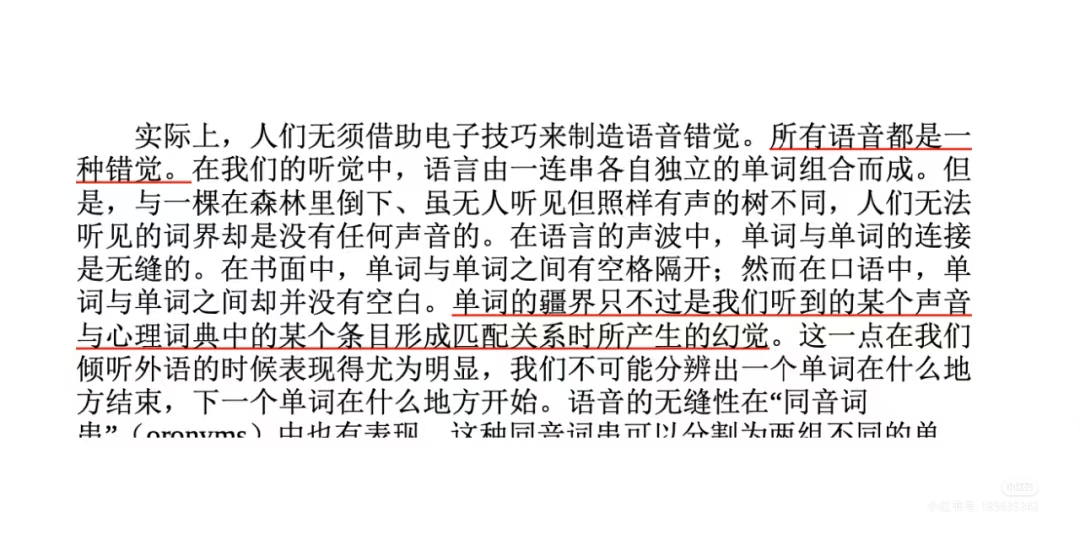 实际上，人们无须借助电子技巧来制造语音错觉。所有语音都是一
种错觉。在我们的听觉中，语言由一连串各自独立的单词组合而成。但
是，与一棵在森林里倒下、虽无人听见但照样有声的树不同，人们无法
听见的词界却是没有任何声音的。在语言的声波中，单词与单词的连接
是无缝的。在书面中，单词与单词之间有空格隔开；然而在口语中，单
词与单词之间却并没有空白。单词的疆界只不过是我们听到的某个声音
与心理词典中的某个条目形成匹配关系时所产生的幻觉。这一点在我们
倾听外语的时候表现得尤为明显，我们不可能分辨出一个单词在什么地
方结束，下一个单词在什么地方开始。语音的无缝性在“同音词
串”（oronyms）中也有表现，这种同音词串可以分割为两组不同的单
小红书
小红书号